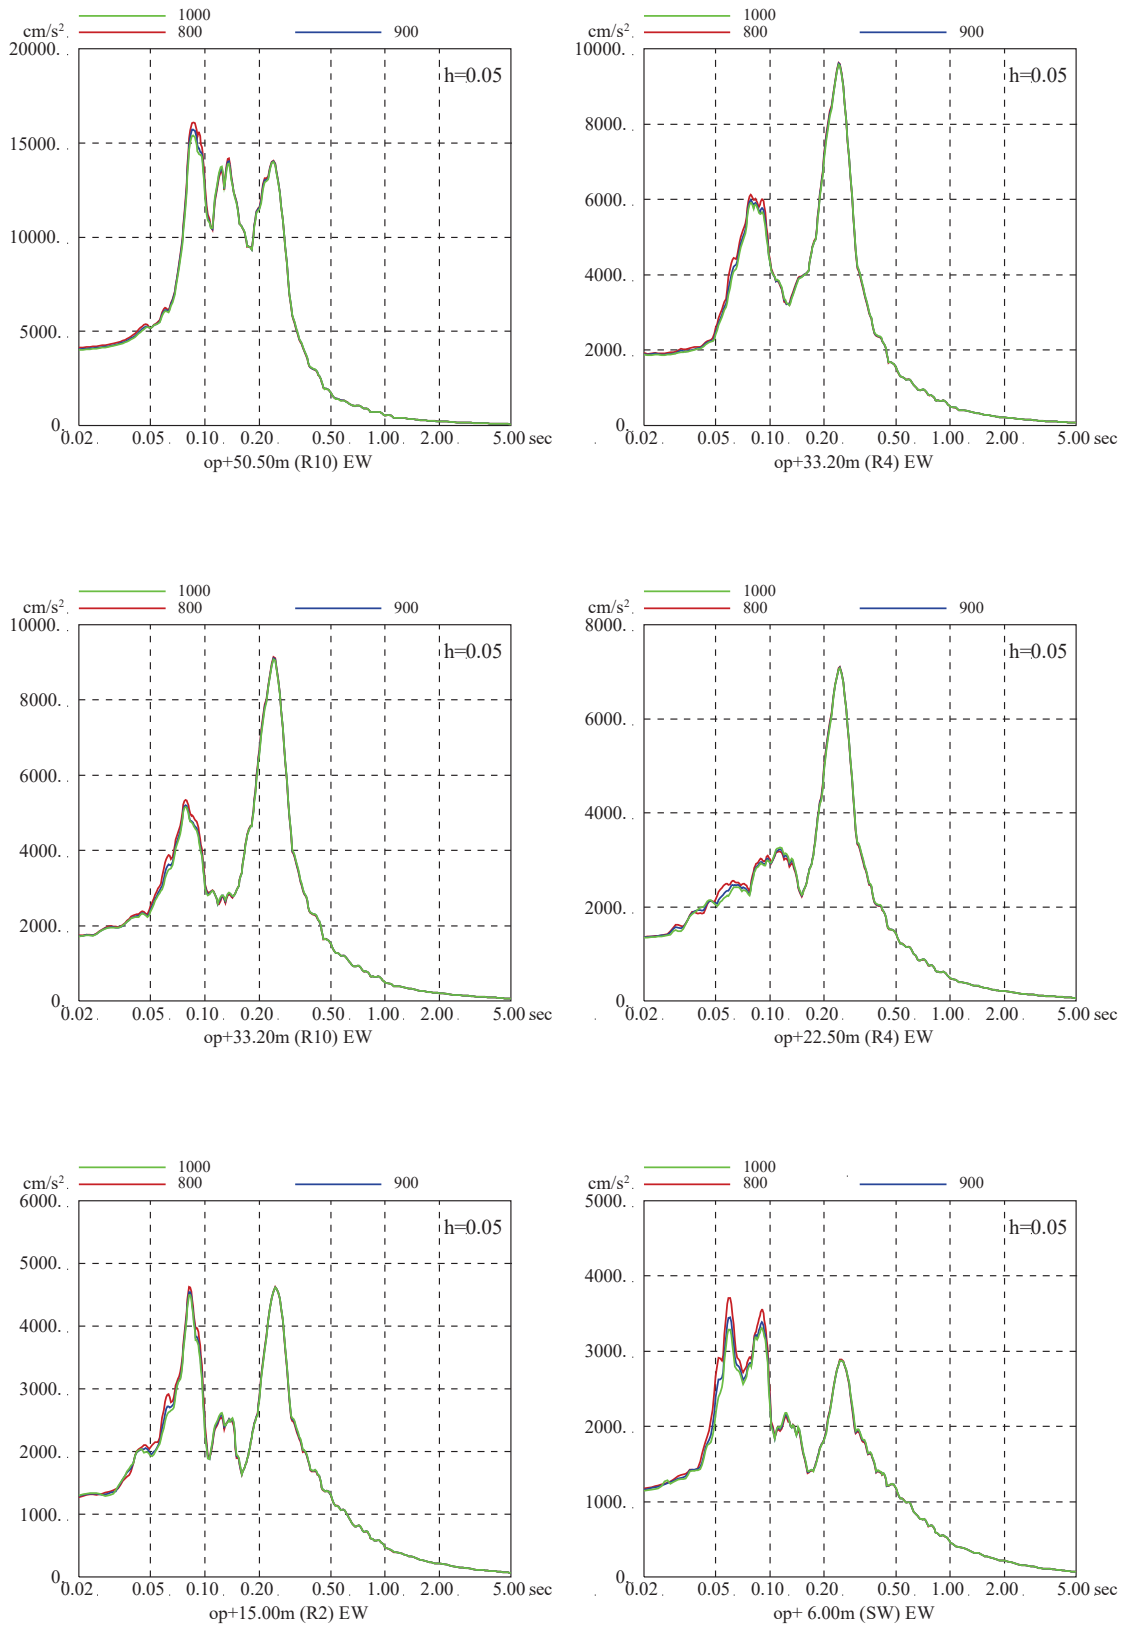 1000
cm/s². 800 900
20000.
h=0.05
15000.
10000.
5000.
0.
0.02 0.05 0.10 0.20 0.50 1.00 2.00 5.00 sec
op+50.50m (R10) EW
1000
800 900
10000.
h=0.05
8000.
6000.
4000.
2000.
0.
0.02 0.05 0.10 0.20 0.50 1.00 2.00 5.00 sec
op+33.20m (R4) EW
1000
cm/s². 800 900
10000.
h=0.05
8000.
6000.
4000.
2000.
0.
0.02 0.05 0.10 0.20 0.50 1.00 2.00 5.00 sec
op+33.20m (R10) EW
1000
cm/s². 800 900
8000.
h=0.05
6000.
4000.
2000.
0.
0.02 0.05 0.10 0.20 0.50 1.00 2.00 5.00 sec
op+22.50m (R4) EW
1000
cm/s². 800 900
6000.
h=0.05
5000.
4000.
3000.
2000.
1000.
0.
0.02 0.05 0.10 0.20 0.50 1.00 2.00 5.00 sec
op+15.00m (R2) EW
1000
cm/s². 800 900
5000.
h=0.05
4000.
3000.
2000.
1000.
0.
0.02 0.05 0.10 0.20 0.50 1.00 2.00 5.00 sec
op+ 6.00m (SW) EW